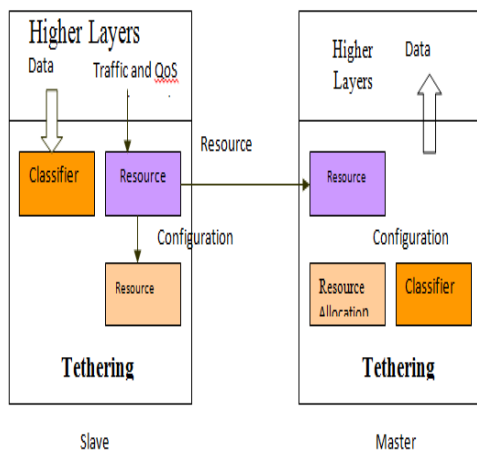 Higher Layers
Data
Traffic and QoS
Classifier
Resource
Configuration
Resource
Tethering
Slave
Resource
Higher
Layers
Data
Resource
Configuration
Resource
Allocation
Classifier
Tethering
Master